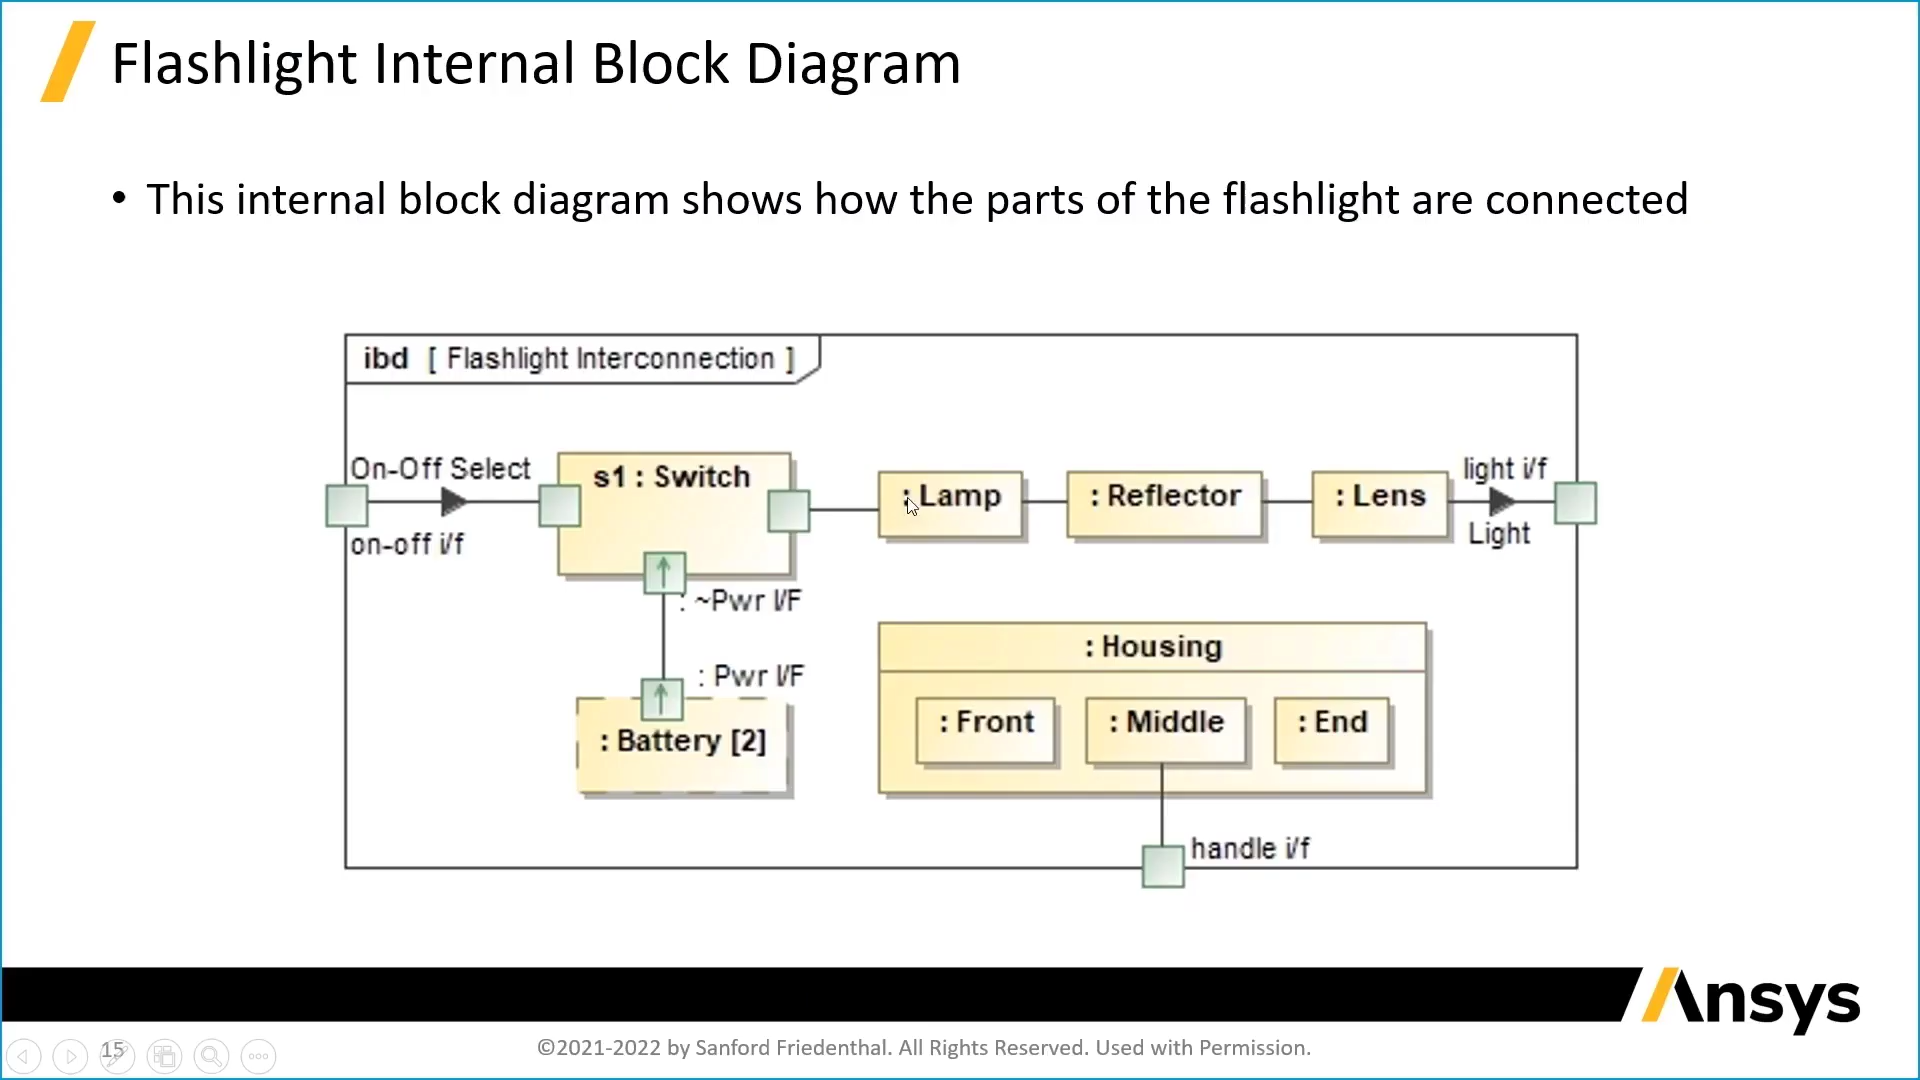 Flashlight Internal Block Diagram
• This internal block diagram shows how the parts of the flashlight are connected
ibd [ Flashlight Interconnection ]
On-Off Select
on-off i/f
s1 : Switch
: Lamp
: Reflector
: Lens
light i/f
Light
: ~Pwr I/F
: Pwr I/F
: Battery [2]
: Housing
: Front
: Middle
: End
handle i/f
Ansys
15
©2021-2022 by Sanford Friedenthal. All Rights Reserved. Used with Permission.